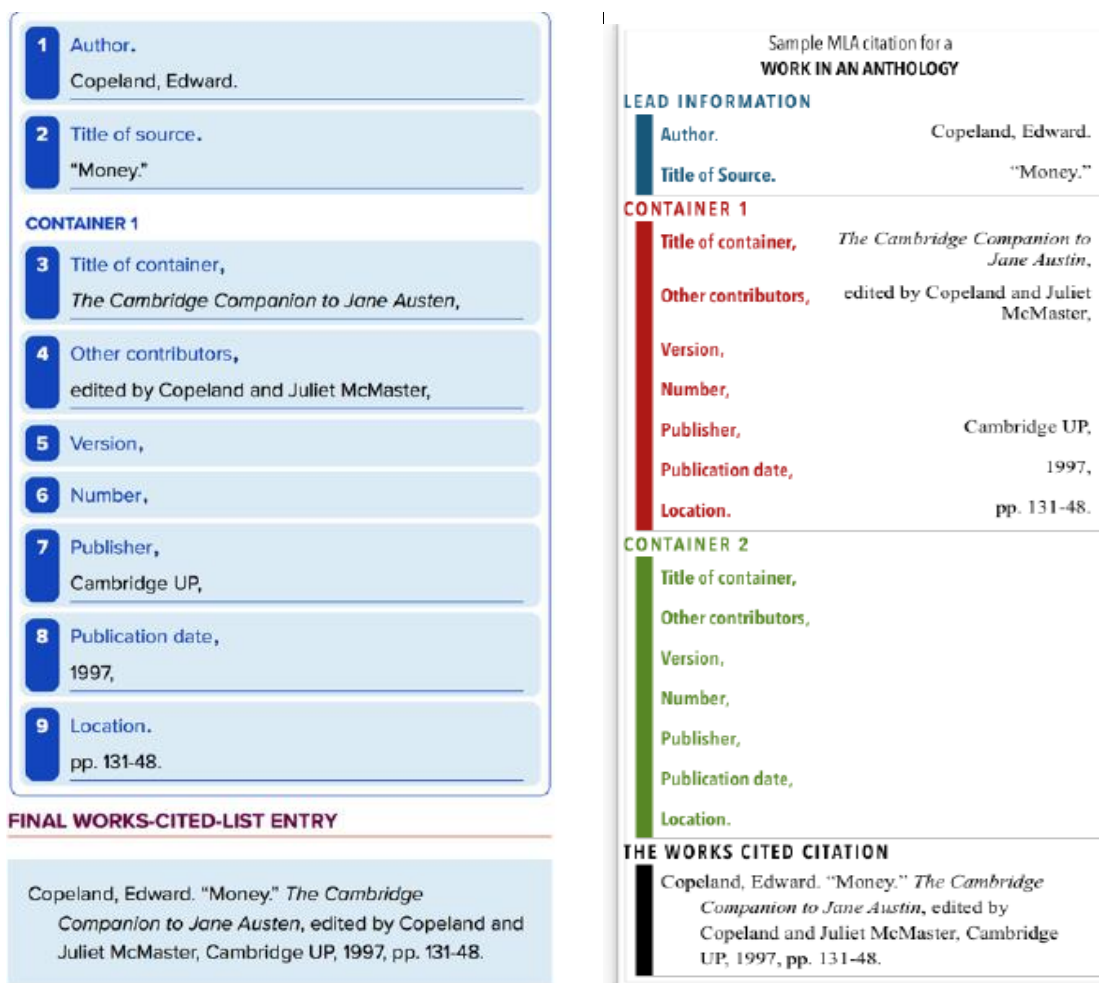 1 Author.
Copeland, Edward.
2 Title of source.
“Money.”
CONTAINER 1
3 Title of container,
The Cambridge Companion to Jane Austen,
4 Other contributors,
edited by Copeland and Juliet McMaster,
5 Version,
6 Number,
7 Publisher,
Cambridge UP,
8 Publication date,
1997,
9 Location.
pp. 131-48.
FINAL WORKS-CITED-LIST ENTRY
Copeland, Edward. “Money.” The Cambridge
Companion to Jane Austen, edited by Copeland and
Juliet McMaster, Cambridge UP, 1997, pp. 131-48.
Sample MLA citation for a
WORK IN AN ANTHOLOGY
LEAD INFORMATION
Author. Copeland, Edward.
Title of Source. “Money.”
CONTAINER 1
Title of container, The Cambridge Companion to
Jane Austin,
Other contributors, edited by Copeland and Juliet
McMaster,
Version,
Number,
Publisher, Cambridge UP,
Publication date, 1997,
Location. pp. 131-48.
CONTAINER 2
Title of container,
Other contributors,
Version,
Number,
Publisher,
Publication date,
Location.
THE WORKS CITED CITATION
Copeland, Edward. “Money.” The Cambridge
Companion to Jane Austin, edited by
Copeland and Juliet McMaster, Cambridge
UP, 1997, pp. 131-48.